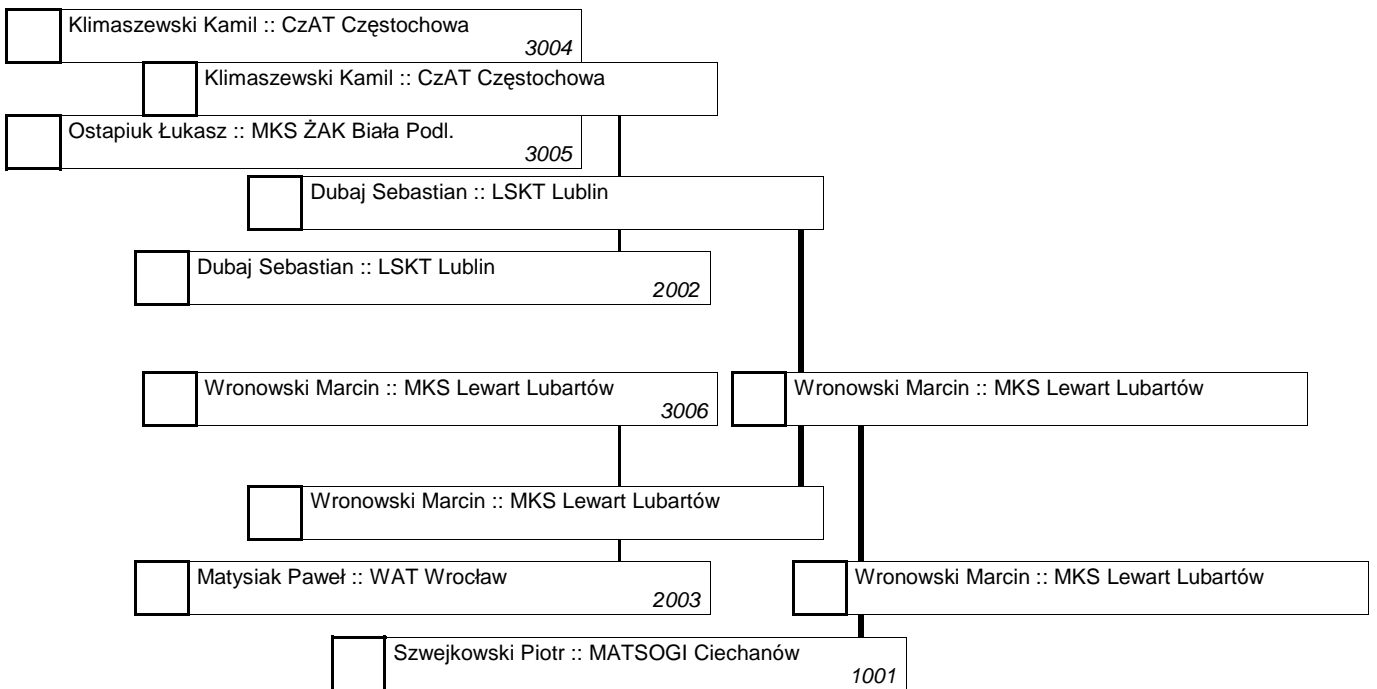 Klimaszewski Kamil :: CzAT Częstochowa
3004
Klimaszewski Kamil :: CzAT Częstochowa
Ostapiuk Łukasz :: MKS ŻAK Biała Podl.
3005
Dubaj Sebastian :: LSKT Lublin
Dubaj Sebastian :: LSKT Lublin
2002
Wronowski Marcin :: MKS Lewart Lubartów
3006
Wronowski Marcin :: MKS Lewart Lubartów
Wronowski Marcin :: MKS Lewart Lubartów
Matysiak Paweł :: WAT Wrocław
2003
Wronowski Marcin :: MKS Lewart Lubartów
Szwejkowski Piotr :: MATSOGI Ciechanów
1001